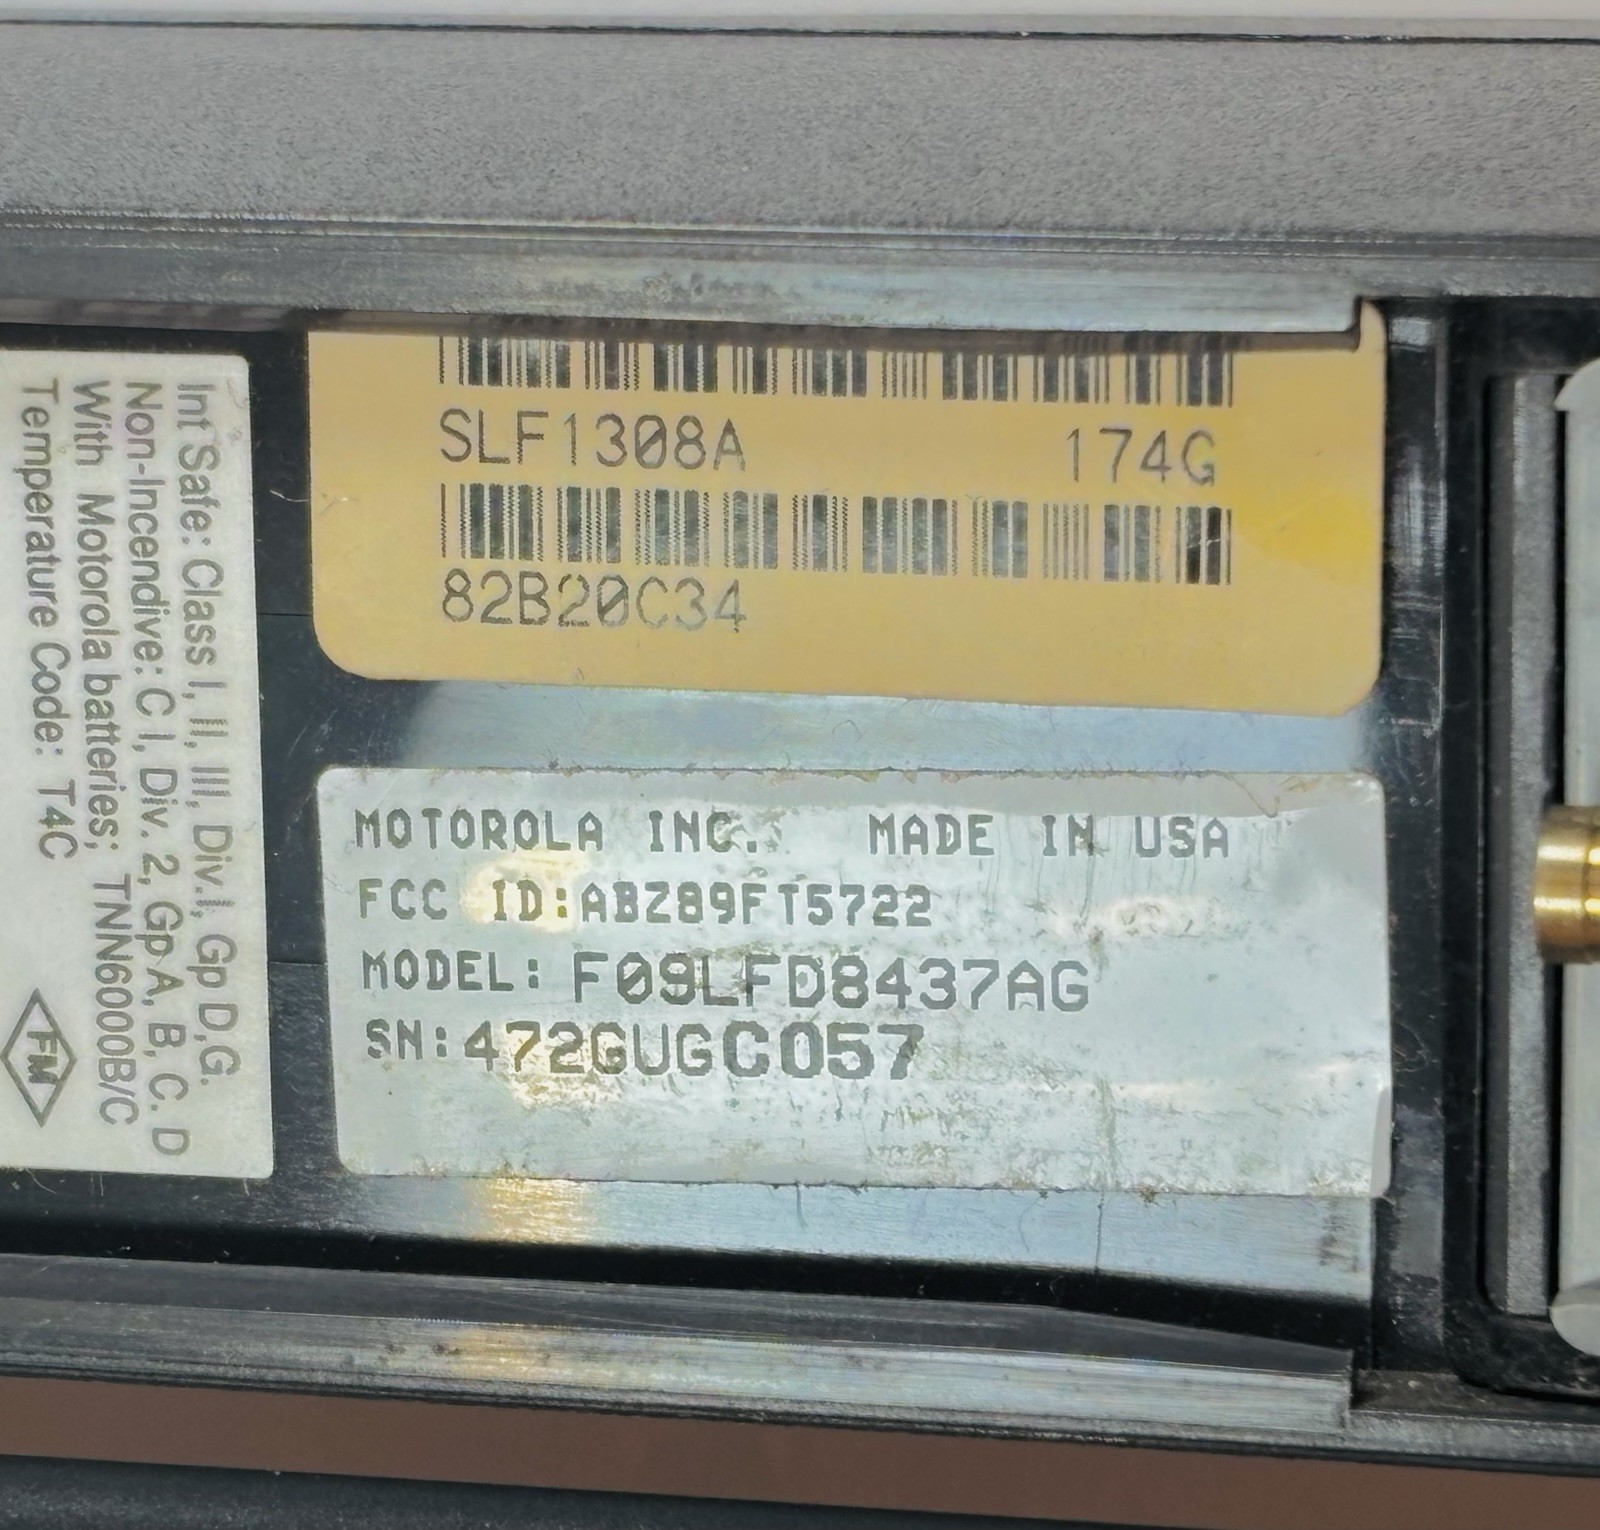 SLF1308A 174G
82B20C34
MOTOROLA INC. MADE IN USA
FCC ID:ABZ89FT5722
MODEL: F09LFD8437AG
SN:472GUGC057
Int Safe: Class I, II, III, Div.I, Gp D,G.
Non-Incendive: C I, Div. 2, Gp A, B, C. D
With Motorola batteries; TNN6000B/C
Temperature Code: T4C
FM